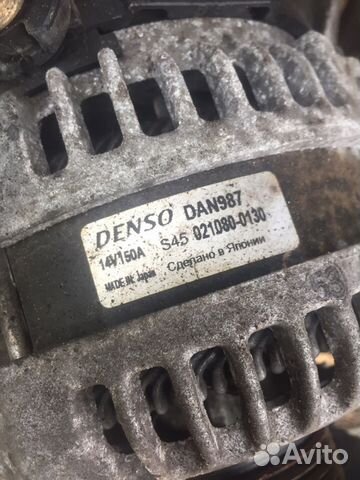 DENSO DAN987
14V150A S45 021080-0130
MADE IN Japan Сделано в Японии
Avito